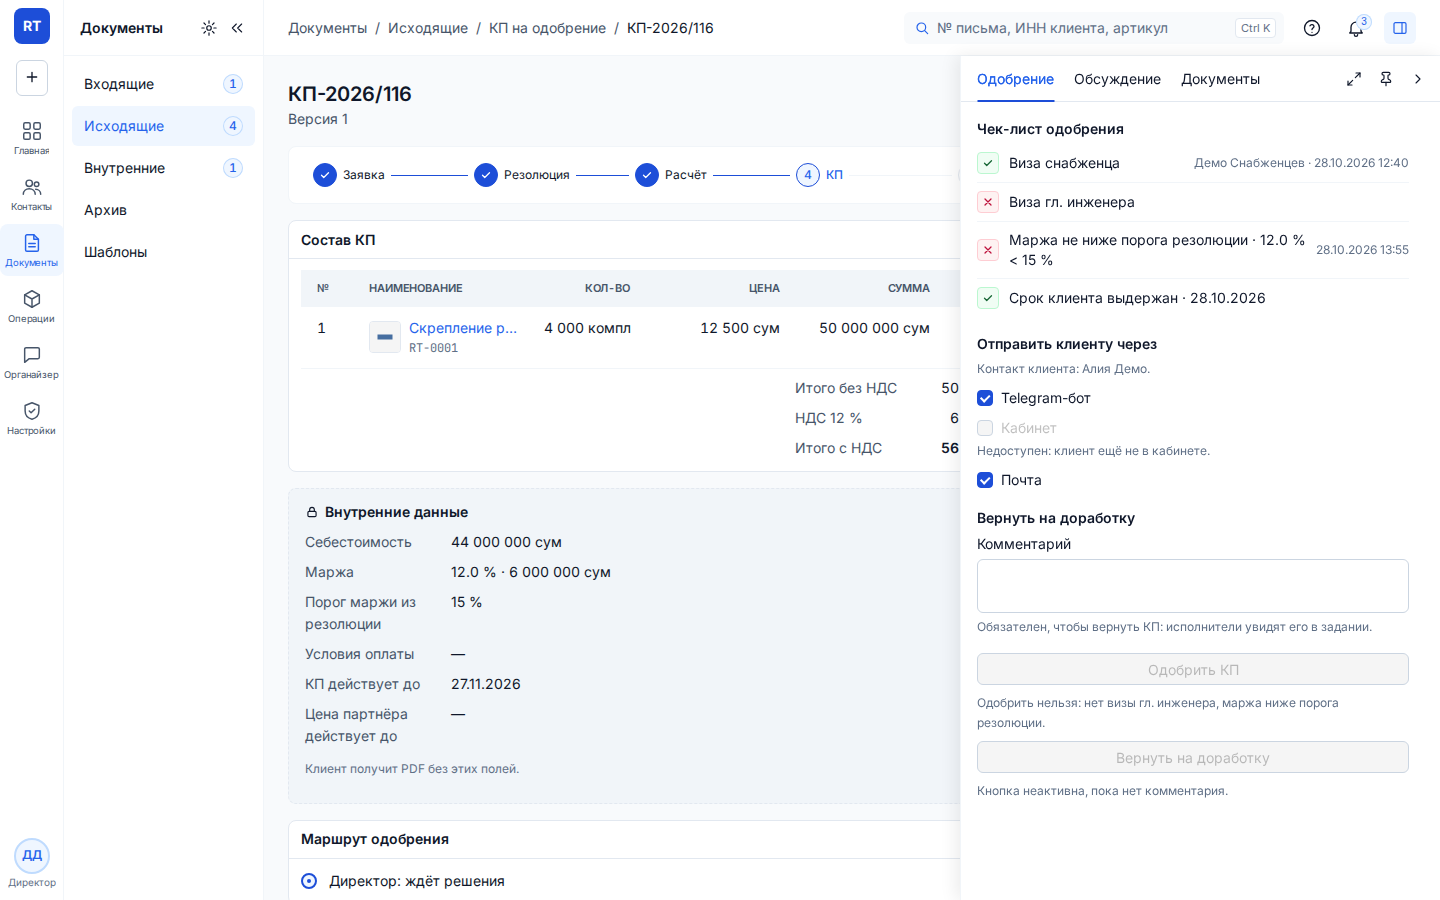 RT
Документы
Документы / Исходящие / КП на одобрение / КП-2026/116
№ письма, ИНН клиента, артикул
Ctrl K
3
Главная
Контакты
Документы
Операции
Органайзер
Настройки
ДД
Директор
Входящие 1
Исходящие 4
Внутренние 1
Архив
Шаблоны
КП-2026/116
Версия 1
Заявка
Резолюция
Расчёт
4 КП
Состав КП
№ НАИМЕНОВАНИЕ КОЛ-ВО ЦЕНА СУММА
1 Скрепление р... 4 000 компл 12 500 сум 50 000 000 сум
RT-0001
Итого без НДС 50
НДС 12 % 6
Итого с НДС 56
Внутренние данные
Себестоимость 44 000 000 сум
Маржа 12.0 % · 6 000 000 сум
Порог маржи из 15 %
резолюции
Условия оплаты —
КП действует до 27.11.2026
Цена партнёра —
действует до
Клиент получит PDF без этих полей.
Маршрут одобрения
Директор: ждёт решения
Одобрение Обсуждение Документы
Чек-лист одобрения
Виза снабженца Демо Снабженцев · 28.10.2026 12:40
Виза гл. инженера
Маржа не ниже порога резолюции · 12.0 % 28.10.2026 13:55
< 15 %
Срок клиента выдержан · 28.10.2026
Отправить клиенту через
Контакт клиента: Алия Демо.
Telegram-бот
Кабинет
Недоступен: клиент ещё не в кабинете.
Почта
Вернуть на доработку
Комментарий
Обязателен, чтобы вернуть КП: исполнители увидят его в задании.
Одобрить КП
Одобрить нельзя: нет визы гл. инженера, маржа ниже порога
резолюции.
Вернуть на доработку
Кнопка неактивна, пока нет комментария.